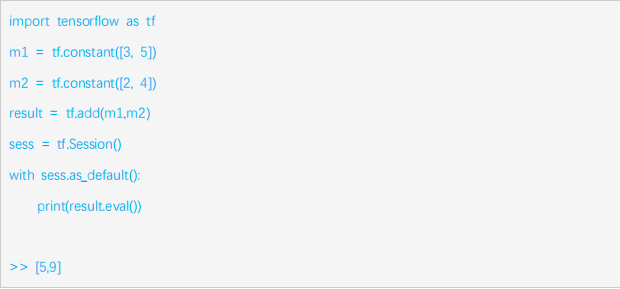 import tensorflow as tf
m1 = tf.constant([3, 5])
m2 = tf.constant([2, 4])
result = tf.add(m1,m2)
sess = tf.Session()
with sess.as_default():
    print(result.eval())
>> [5,9]